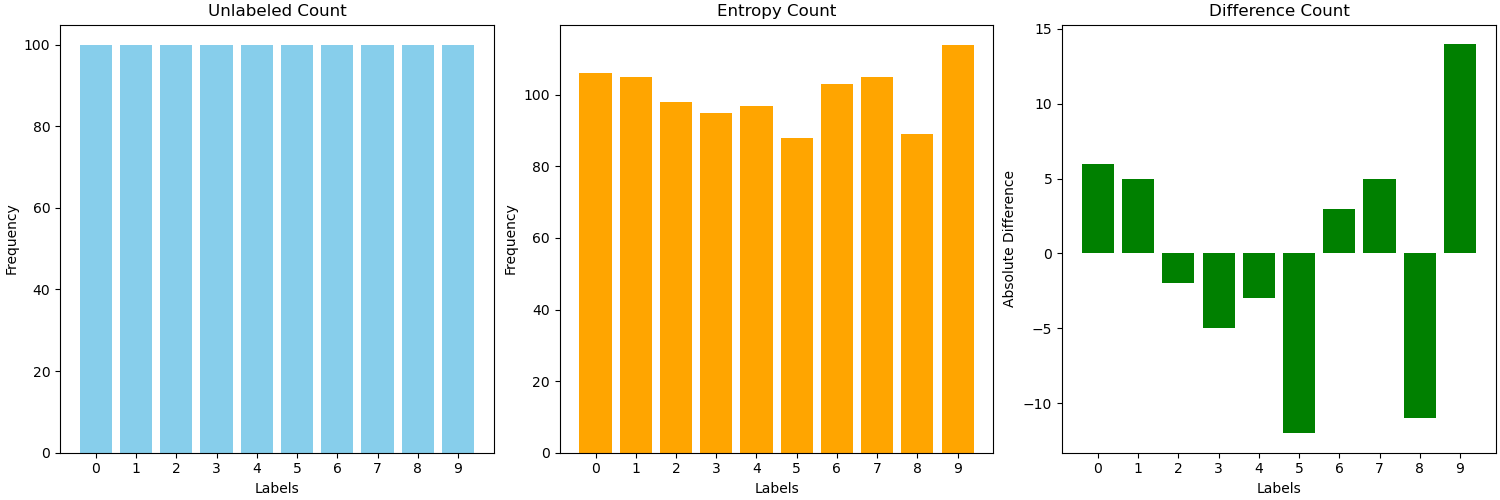 Unlabeled Count
Frequency
100
80
60
40
20
0
0 1 2 3 4 5 6 7 8 9
Labels
Entropy Count
Frequency
100
80
60
40
20
0
0 1 2 3 4 5 6 7 8 9
Labels
Difference Count
Absolute Difference
15
10
5
0
−5
−10
0 1 2 3 4 5 6 7 8 9
Labels